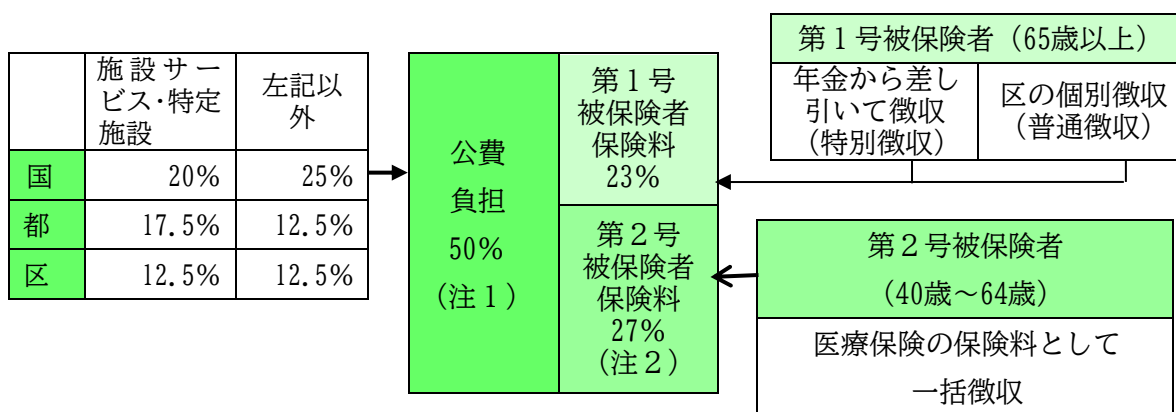 施設サー
ビス・特定
施設
左記以
外
国
20%
25%
都
17.5%
12.5%
区
12.5%
12.5%
公費
負担
50%
（注１）
第１号
被保険者
保険料
23%
第２号
被保険者
保険料
27%
（注２）
第１号被保険者（65歳以上）
年金から差し
引いて徴収
（特別徴収）
区の個別徴収
（普通徴収）
第２号被保険者
（40歳～64歳）
医療保険の保険料として
一括徴収